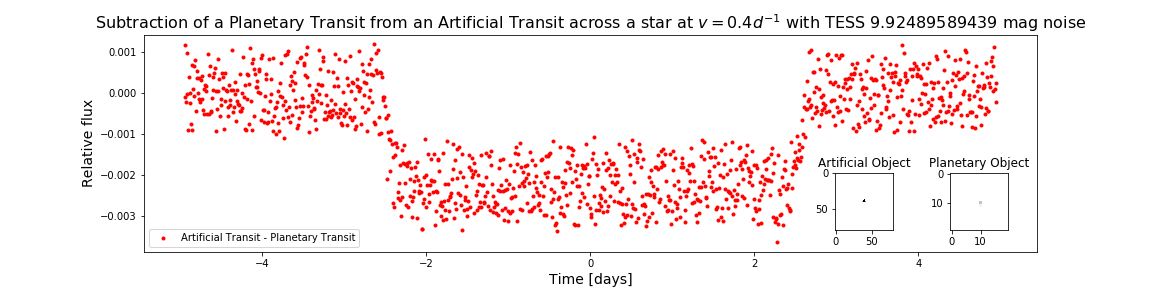 Subtraction of a Planetary Transit from an Artificial Transit across a star at v = 0.4d⁻¹ with TESS 9.92489589439 mag noise
Relative flux
0.001
0.000
−0.001
−0.002
−0.003
Artificial Transit - Planetary Transit
Artificial Object
0
50
0 50
Planetary Object
0
10
0 10
−4 −2 0 2 4
Time [days]